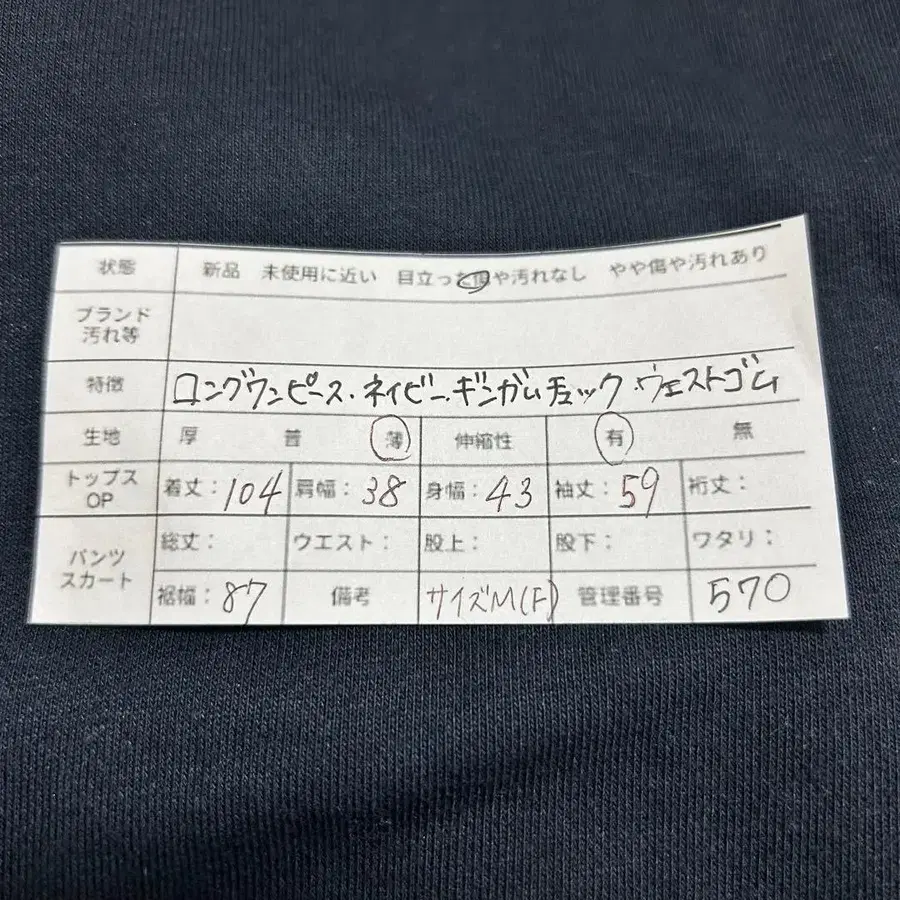 状態 新品 未使用に近い 目立った傷や汚れなし やや傷や汚れあり
ブランド
汚れ等
特徴 ロングワンピース・ネイビー・ギンガムチェック・ウェストゴム
生地 厚 普 薄 伸縮性 有 無
トップス
OP 着丈：104 肩幅：38 身幅：43 袖丈：59 裄丈：
パンツ
スカート 総丈： ウエスト： 股上： 股下： ワタリ：
裾幅：87 備考 サイズM(F) 管理番号 570